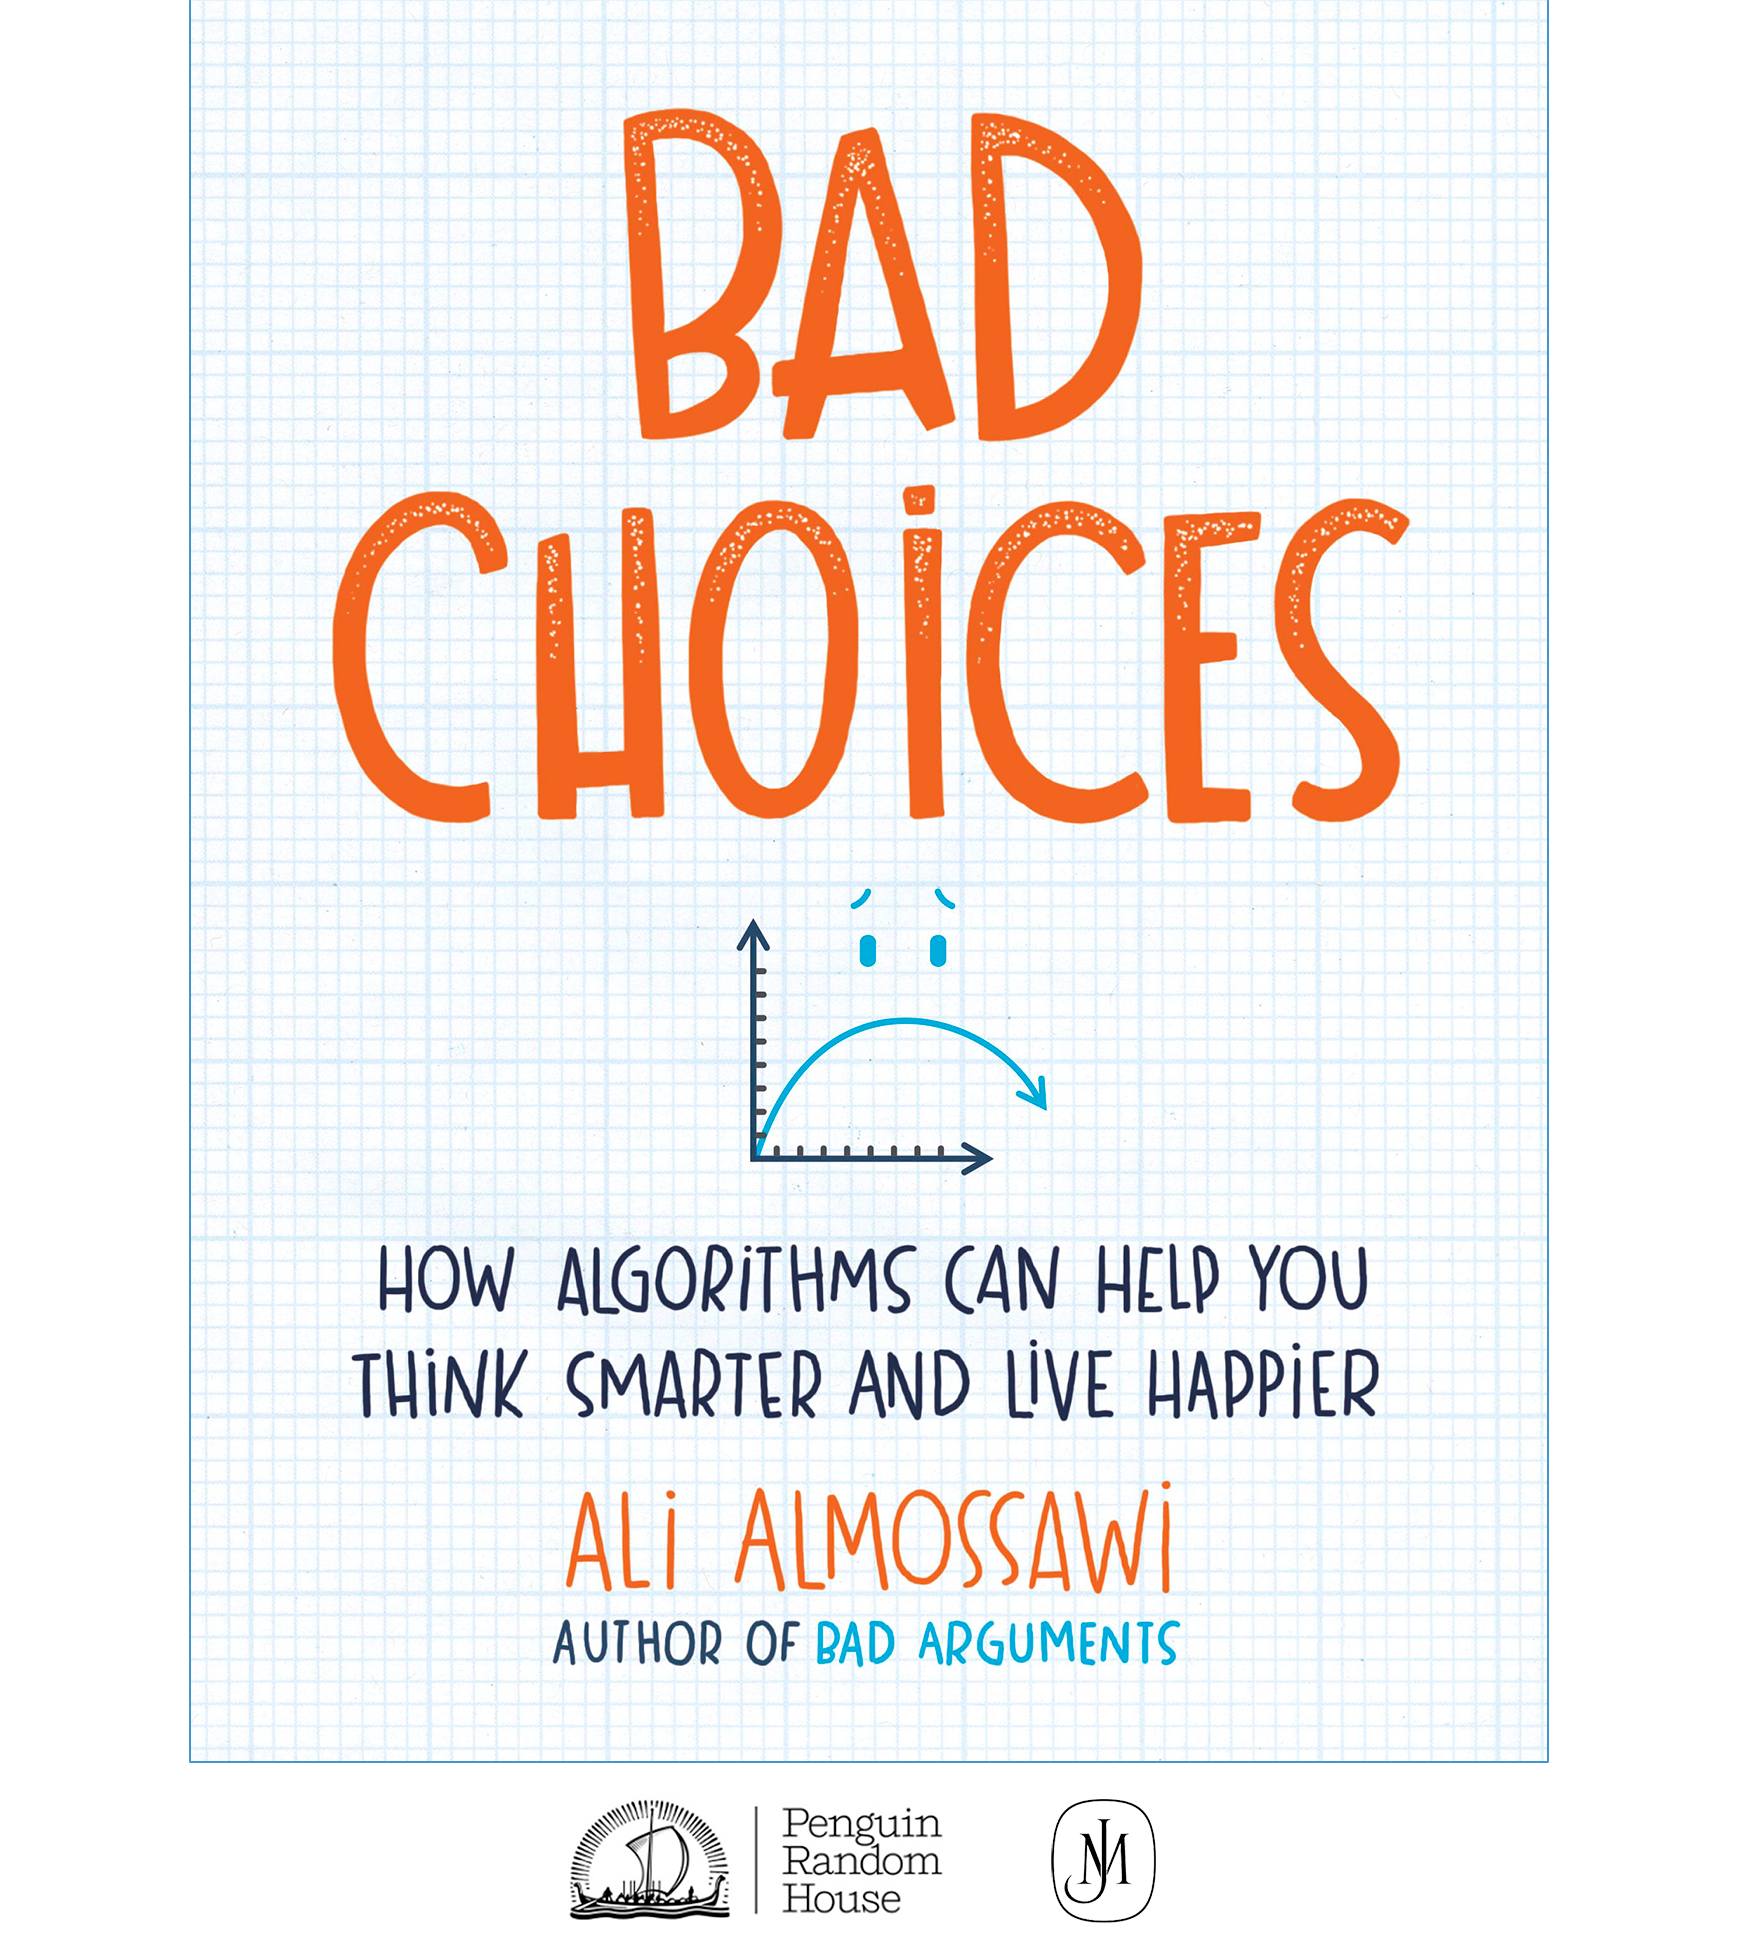 BAD
CHOICES
HOW ALGORITHMS CAN HELP YOU
THINK SMARTER AND LIVE HAPPIER
ALI ALMOSSAWI
AUTHOR OF BAD ARGUMENTS
Penguin
Random
House
MJ